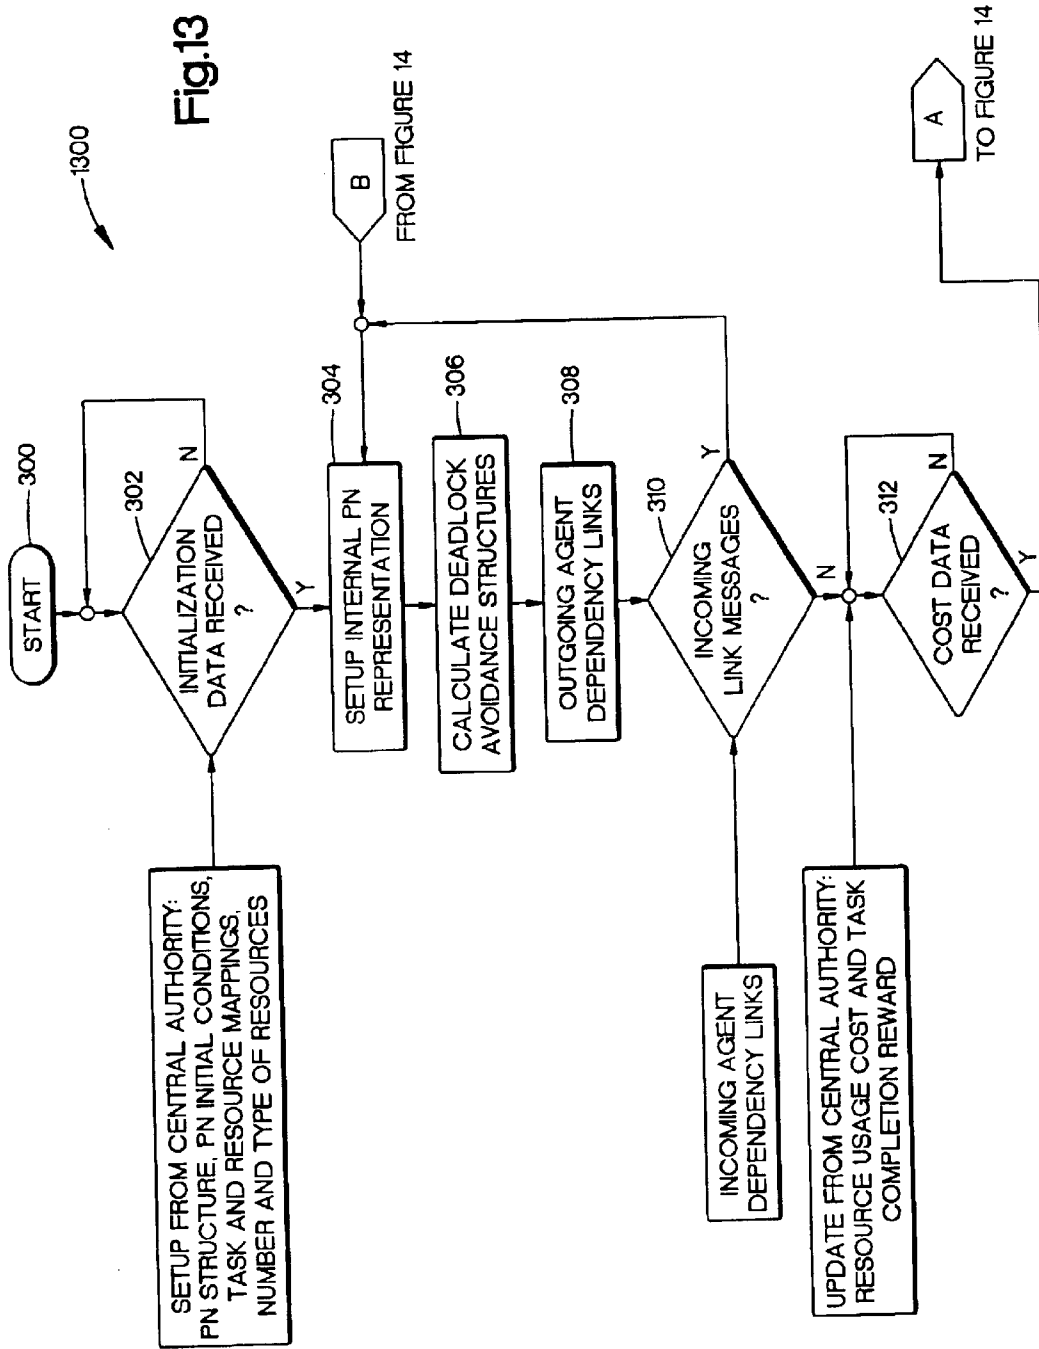 Fig.13
1300
START
300
302
INITIALIZATION
DATA RECEIVED
?
N
Y
SETUP FROM CENTRAL AUTHORITY:
PN STRUCTURE, PN INITIAL CONDITIONS,
TASK AND RESOURCE MAPPINGS,
NUMBER AND TYPE OF RESOURCES
B
FROM FIGURE 14
304
SETUP INTERNAL PN
REPRESENTATION
306
CALCULATE DEADLOCK
AVOIDANCE STRUCTURES
308
OUTGOING AGENT
DEPENDENCY LINKS
310
INCOMING
LINK MESSAGES
?
Y
N
INCOMING AGENT
DEPENDENCY LINKS
312
COST DATA
RECEIVED
?
N
Y
UPDATE FROM CENTRAL AUTHORITY:
RESOURCE USAGE COST AND TASK
COMPLETION REWARD
A
TO FIGURE 14